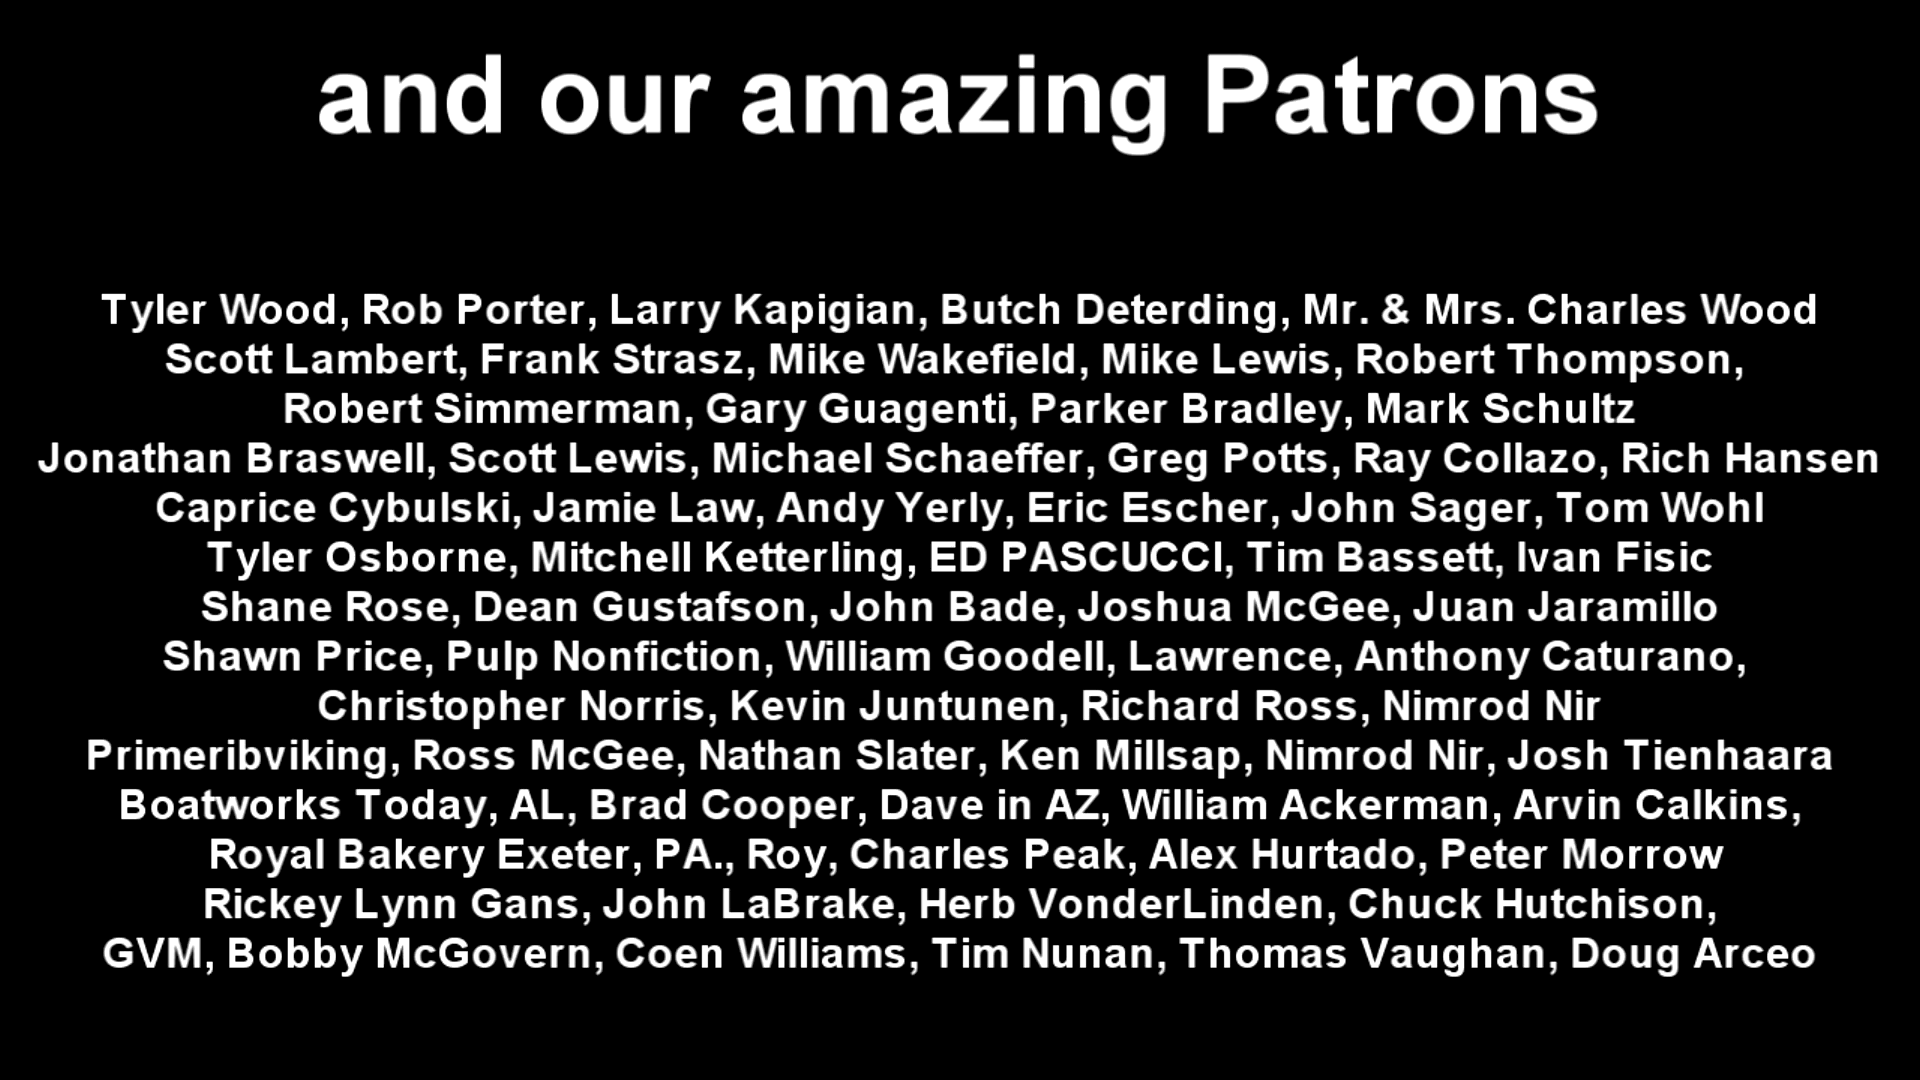 and our amazing Patrons
Tyler Wood, Rob Porter, Larry Kapigian, Butch Deterding, Mr. & Mrs. Charles Wood
Scott Lambert, Frank Strasz, Mike Wakefield, Mike Lewis, Robert Thompson,
Robert Simmerman, Gary Guagenti, Parker Bradley, Mark Schultz
Jonathan Braswell, Scott Lewis, Michael Schaeffer, Greg Potts, Ray Collazo, Rich Hansen
Caprice Cybulski, Jamie Law, Andy Yerly, Eric Escher, John Sager, Tom Wohl
Tyler Osborne, Mitchell Ketterling, ED PASCUCCI, Tim Bassett, Ivan Fisic
Shane Rose, Dean Gustafson, John Bade, Joshua McGee, Juan Jaramillo
Shawn Price, Pulp Nonfiction, William Goodell, Lawrence, Anthony Caturano,
Christopher Norris, Kevin Juntunen, Richard Ross, Nimrod Nir
Primeribviking, Ross McGee, Nathan Slater, Ken Millsap, Nimrod Nir, Josh Tienhaara
Boatworks Today, AL, Brad Cooper, Dave in AZ, William Ackerman, Arvin Calkins,
Royal Bakery Exeter, PA., Roy, Charles Peak, Alex Hurtado, Peter Morrow
Rickey Lynn Gans, John LaBrake, Herb VonderLinden, Chuck Hutchison,
GVM, Bobby McGovern, Coen Williams, Tim Nunan, Thomas Vaughan, Doug Arceo